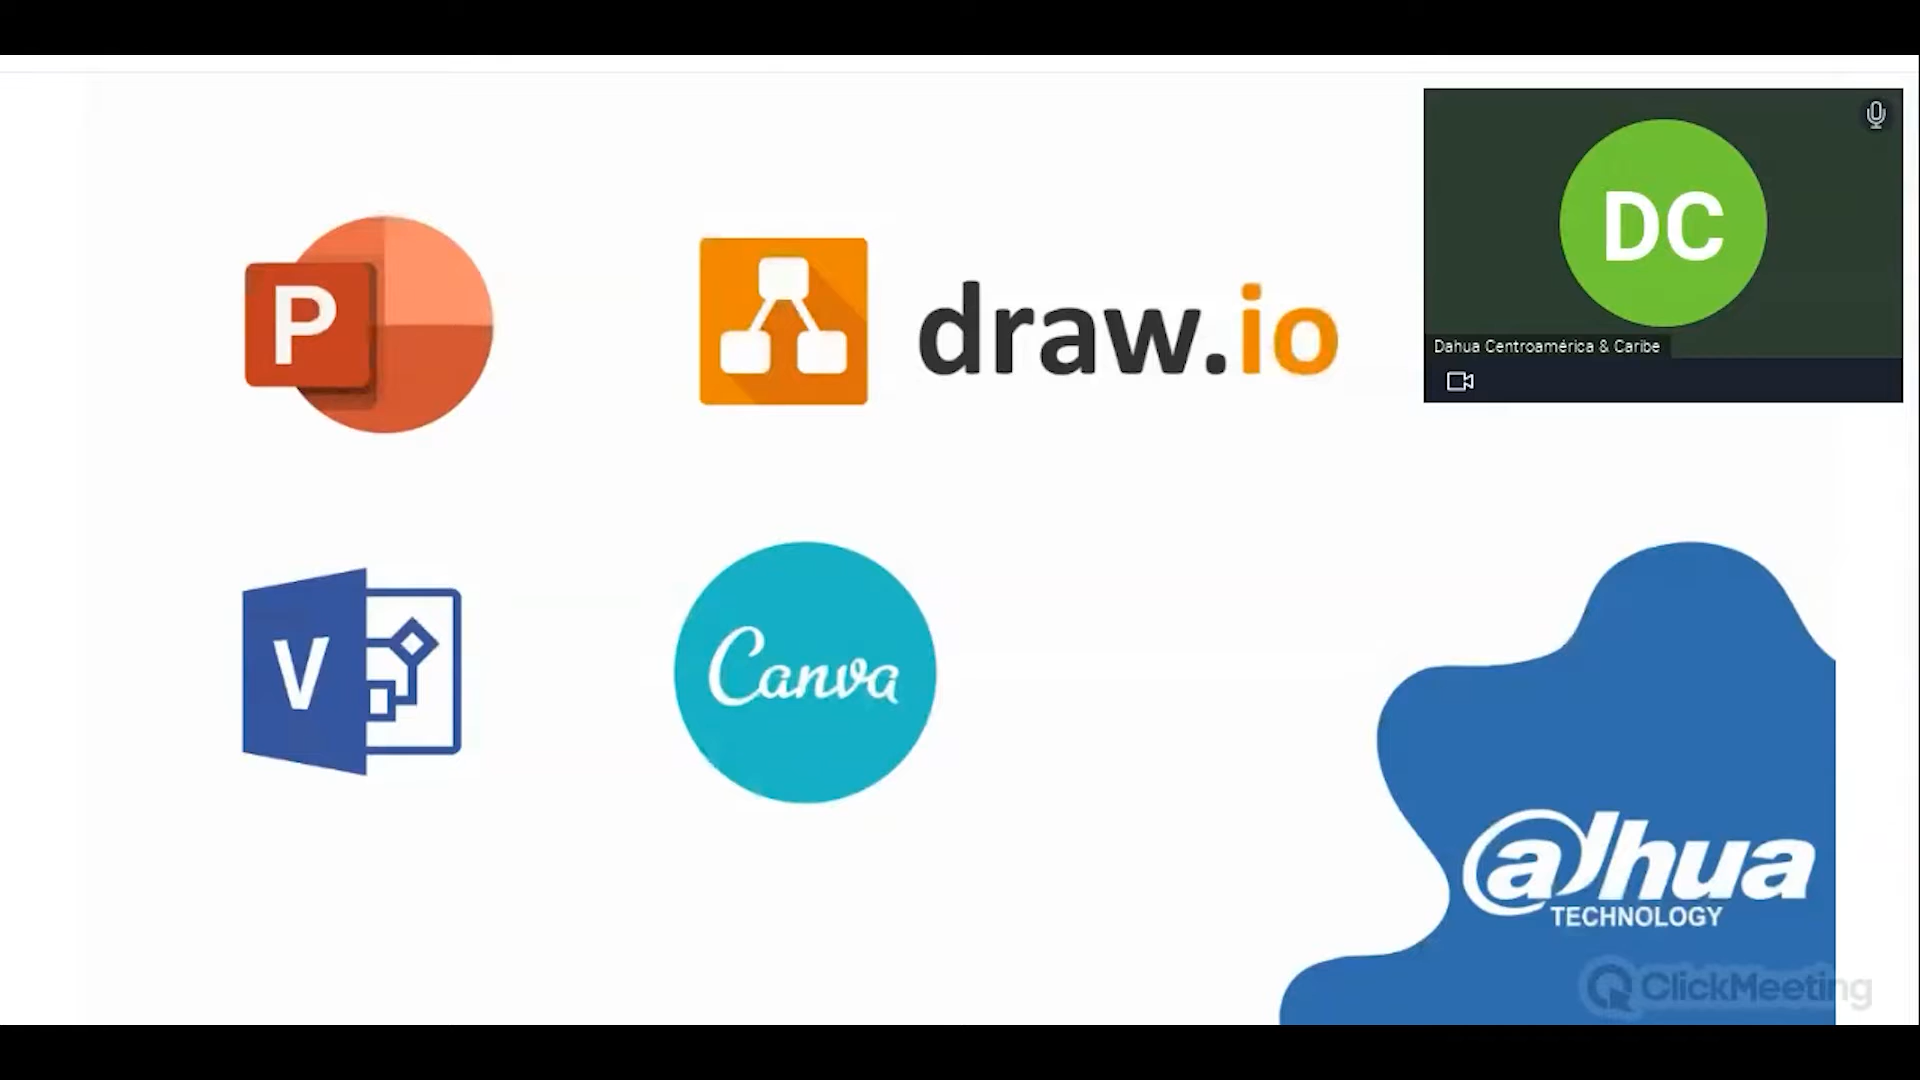 DC
Dahua Centroamérica & Caribe
P
draw.io
V
Canva
alhua
TECHNOLOGY
ClickMeeting